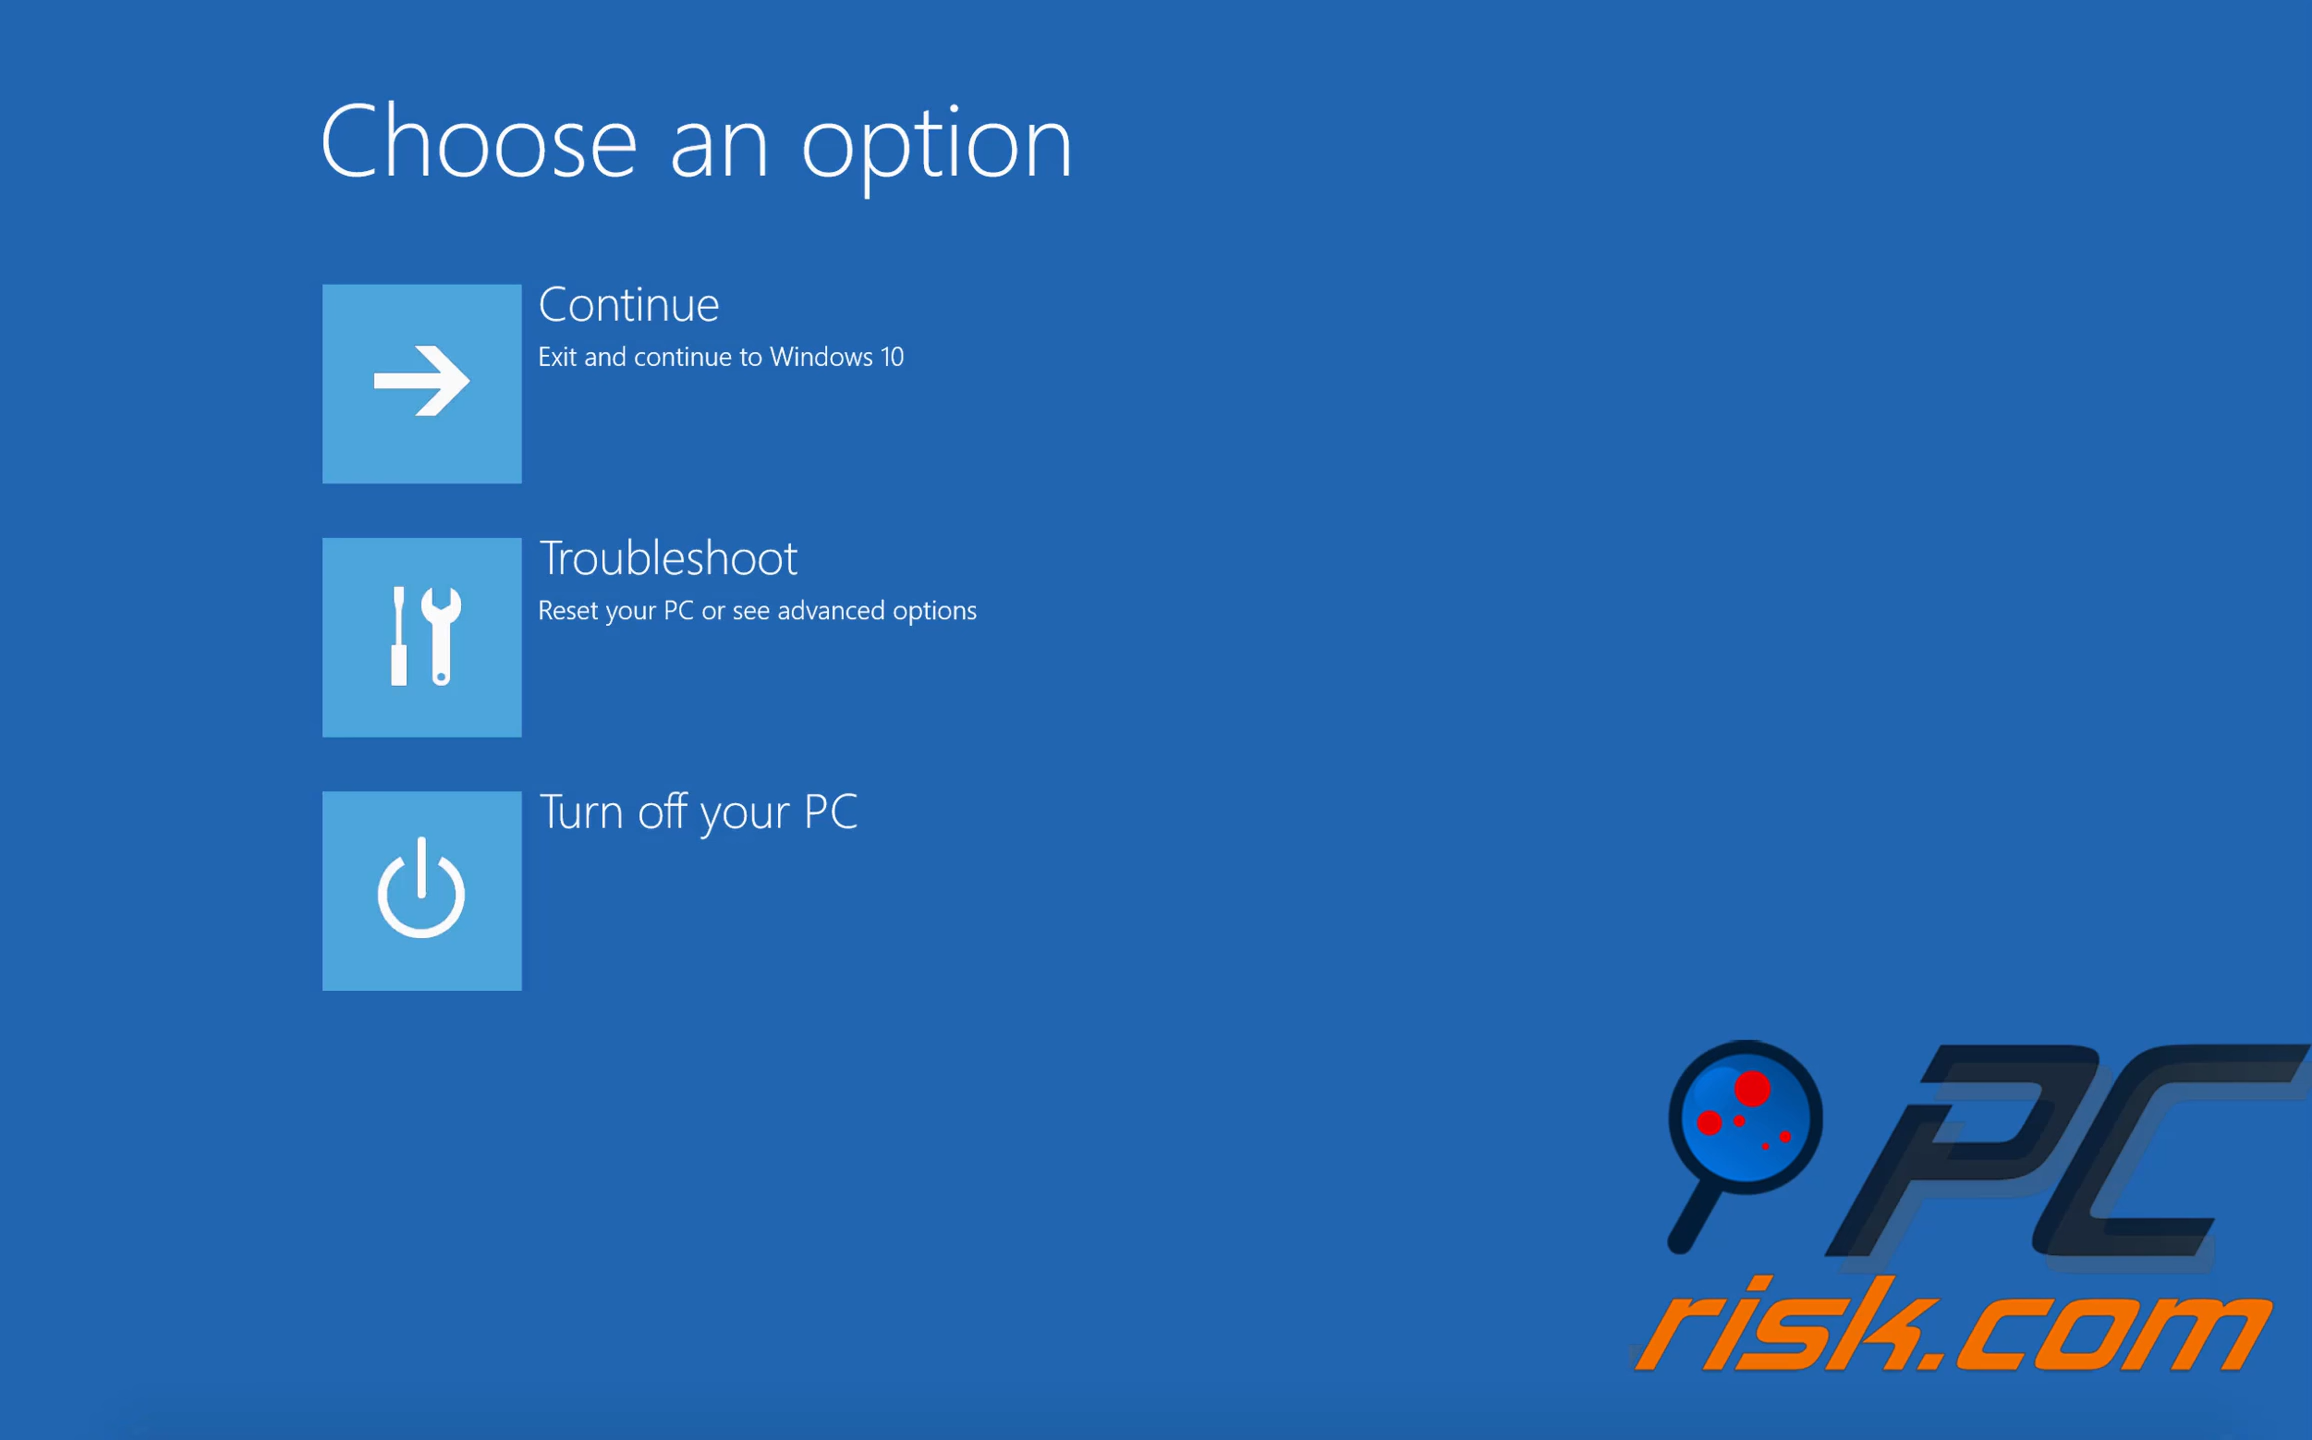 Choose an option
Continue
Exit and continue to Windows 10
Troubleshoot
Reset your PC or see advanced options
Turn off your PC
PC
risk.com